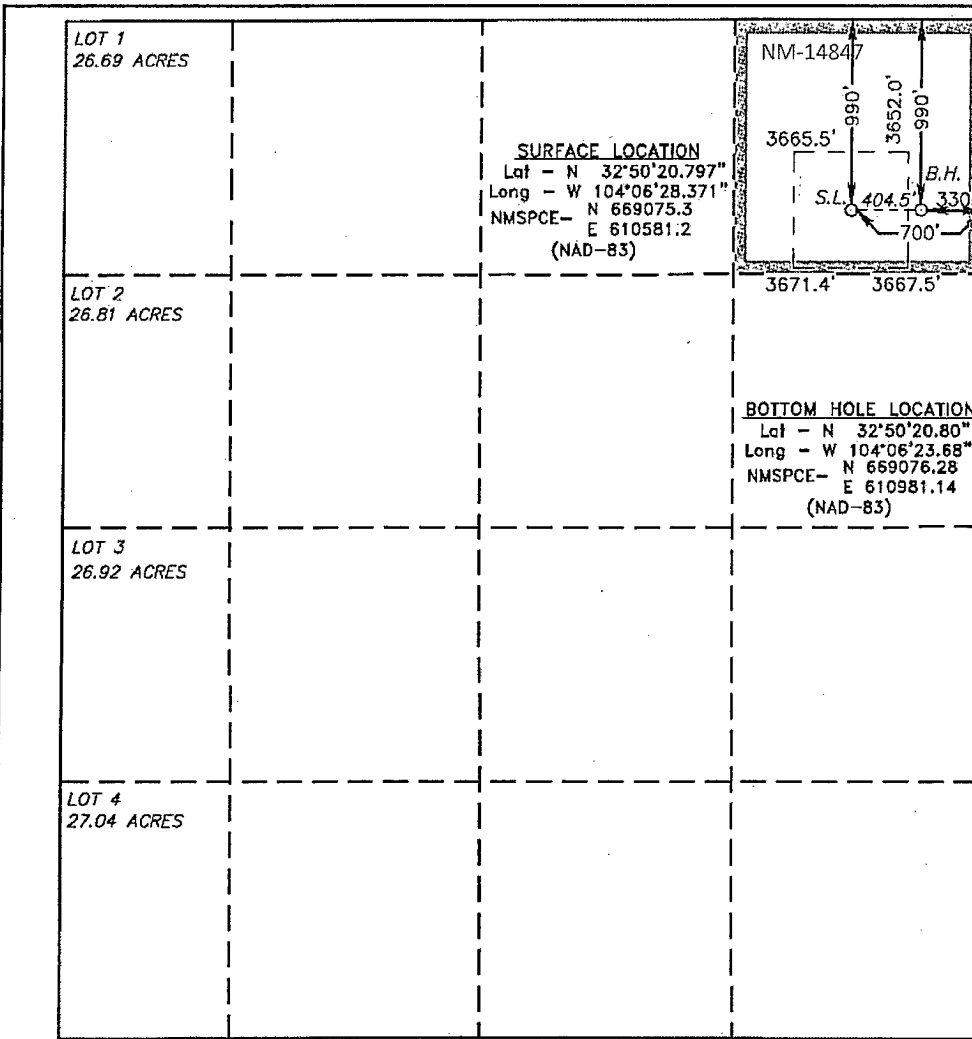 LOT 1
26.69 ACRES
NM-14847
990'
3652.0'
990'
3665.5'
B.H.
S.L. 404.5' 330
700'
3671.4' 3667.5'
SURFACE LOCATION
Lat - N 32°50'20.797"
Long - W 104°06'28.371"
NMSPCE- N 669075.3
E 610581.2
(NAD-83)
LOT 2
26.81 ACRES
BOTTOM HOLE LOCATION
Lat - N 32°50'20.80"
Long - W 104°06'23.68"
NMSPCE- N 669076.28
E 610981.14
(NAD-83)
LOT 3
26.92 ACRES
LOT 4
27.04 ACRES